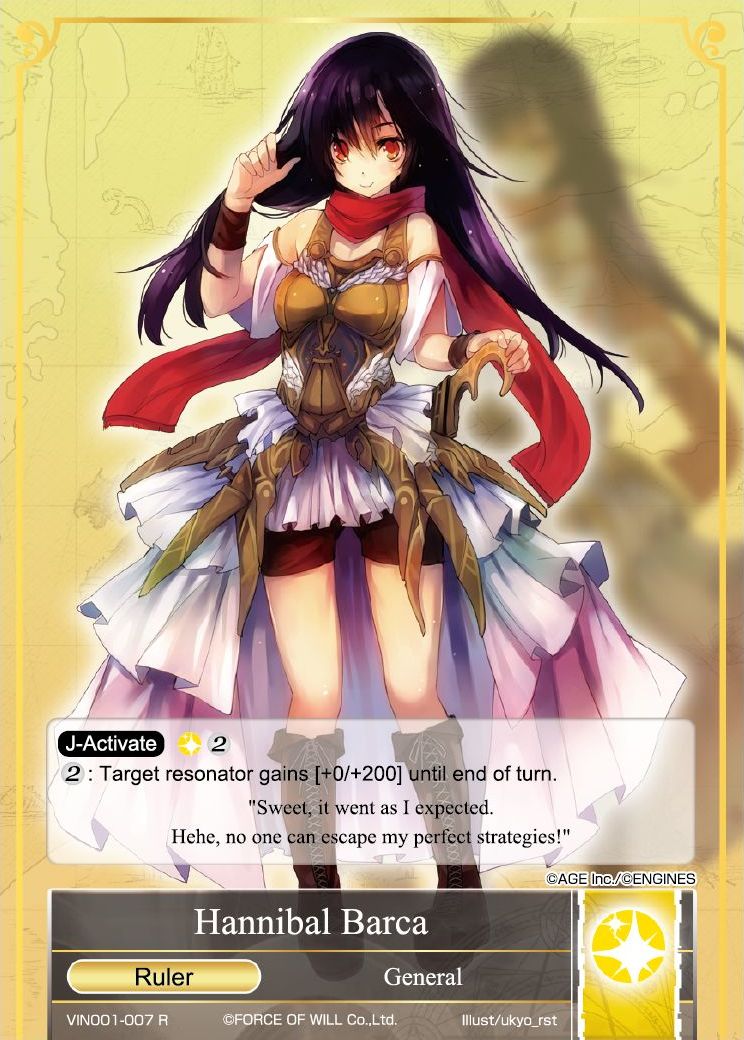 J-Activate 2
2 : Target resonator gains [+0/+200] until end of turn.
"Sweet, it went as I expected.
Hehe, no one can escape my perfect strategies!"
©AGE Inc./©ENGINES
Hannibal Barca
Ruler General
VIN001-007 R ©FORCE OF WILL Co.,Ltd. Illust/ukyo_rst